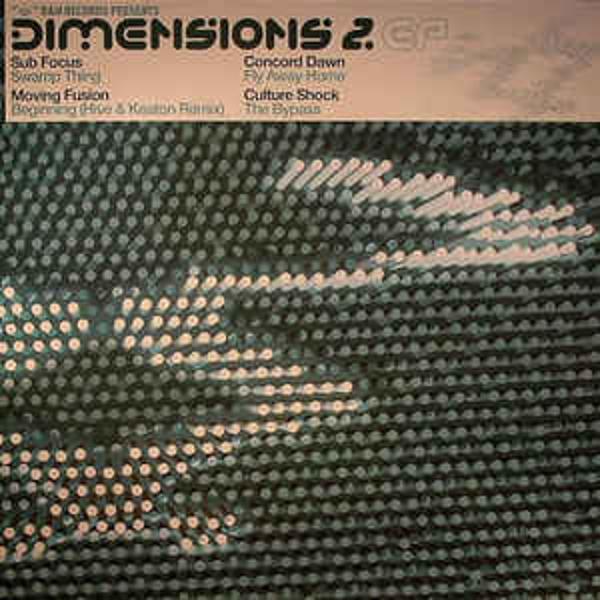 RAM RECORDS PRESENTS
DIMENSIONS 2. EP
Sub Focus
Swamp Thing
Moving Fusion
Beginning (Hive & Keaton Remix)
Concord Dawn
Fly Away Home
Culture Shock
The Bypass